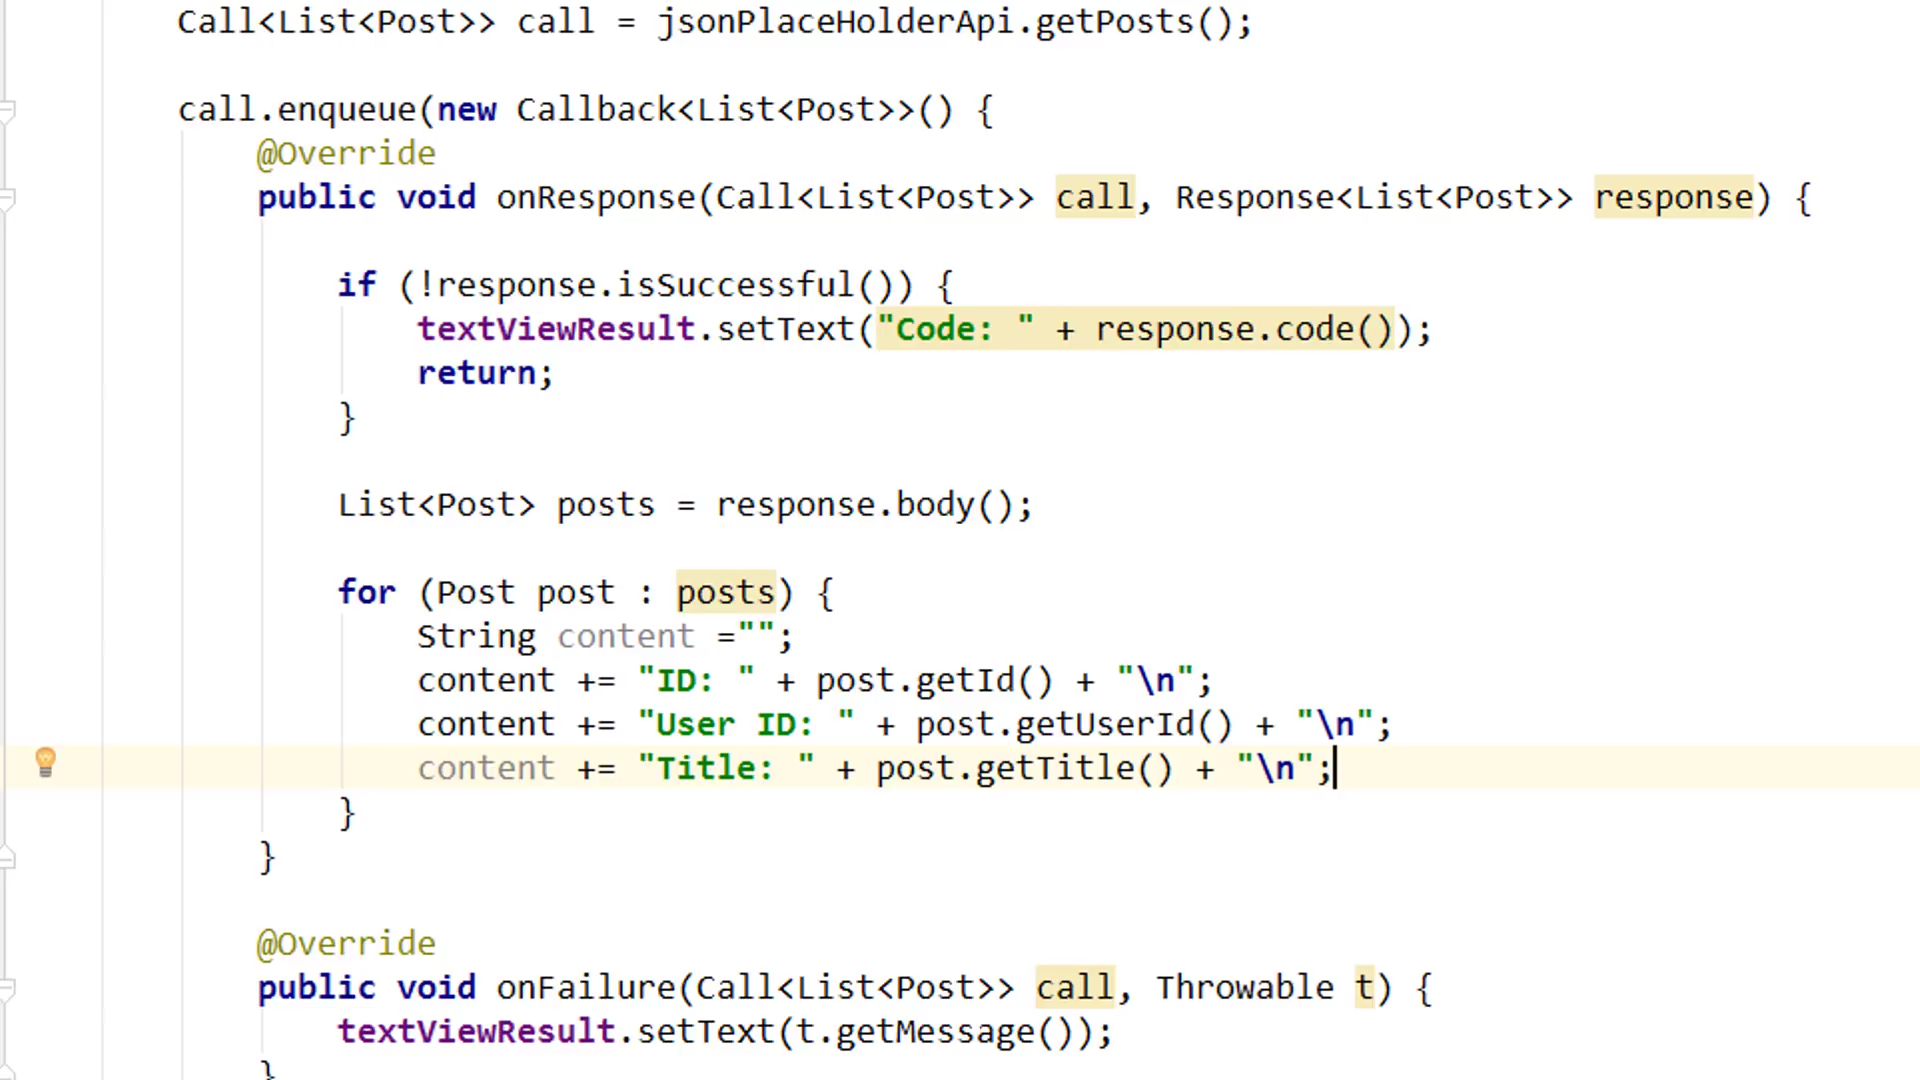 Call<List<Post>> call = jsonPlaceHolderApi.getPosts();
call.enqueue(new Callback<List<Post>>() {
@Override
public void onResponse(Call<List<Post>> call, Response<List<Post>> response) {
if (!response.isSuccessful()) {
textViewResult.setText("Code: " + response.code());
return;
}
List<Post> posts = response.body();
for (Post post : posts) {
String content ="";
content += "ID: " + post.getId() + "\n";
content += "User ID: " + post.getUserId() + "\n";
content += "Title: " + post.getTitle() + "\n";
}
}
@Override
public void onFailure(Call<List<Post>> call, Throwable t) {
textViewResult.setText(t.getMessage());
}